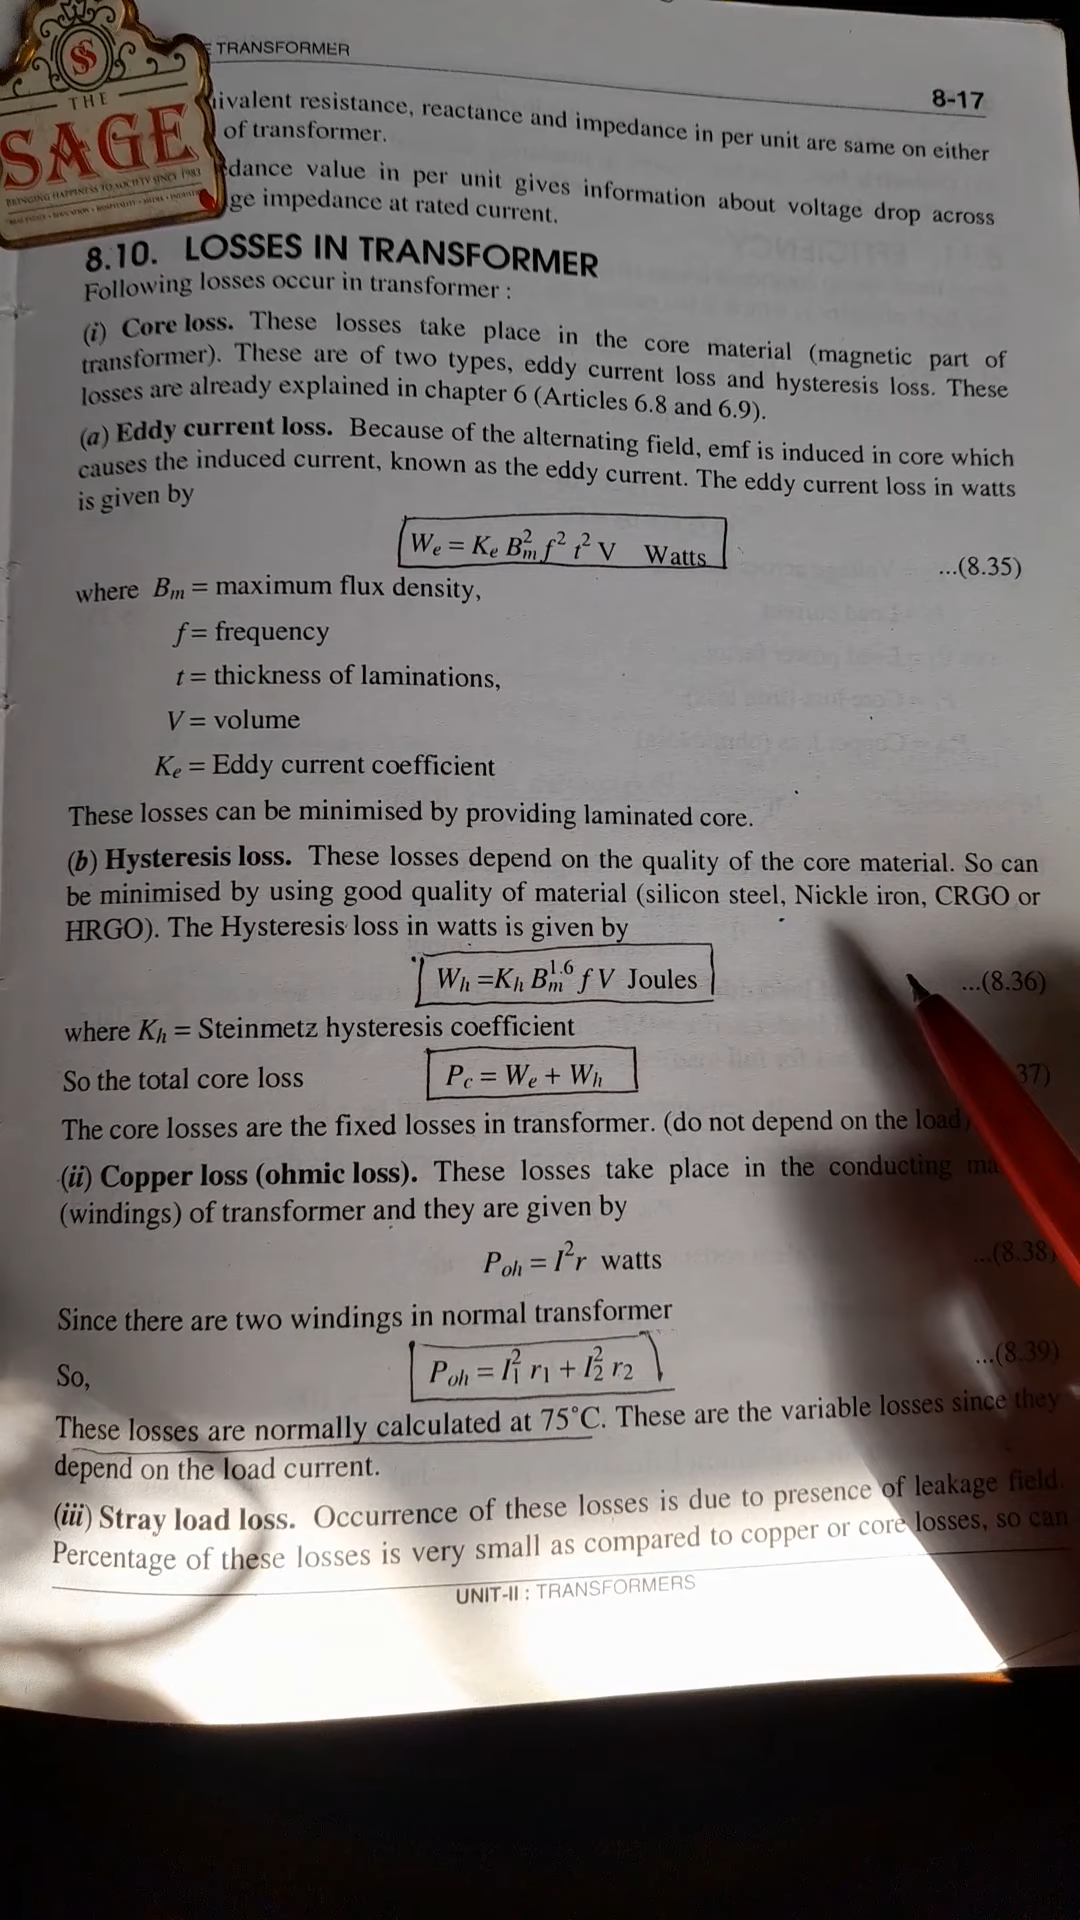 TRANSFORMER
8-17
THE
SAGE
BRINGING HAPPINESS TO SOCIETY SINCE 1983
ivalent resistance, reactance and impedance in per unit are same on either
of transformer.
dance value in per unit gives information about voltage drop across
ge impedance at rated current.
8.10. LOSSES IN TRANSFORMER
Following losses occur in transformer :
(i) Core loss. These losses take place in the core material (magnetic part of
transformer). These are of two types, eddy current loss and hysteresis loss. These
losses are already explained in chapter 6 (Articles 6.8 and 6.9).
(a) Eddy current loss. Because of the alternating field, emf is induced in core which
causes the induced current, known as the eddy current. The eddy current loss in watts
is given by
We = Ke Bm² f² t² V Watts ...(8.35)
where Bm = maximum flux density,
f = frequency
t = thickness of laminations,
V = volume
Ke = Eddy current coefficient
These losses can be minimised by providing laminated core.
(b) Hysteresis loss. These losses depend on the quality of the core material. So can
be minimised by using good quality of material (silicon steel, Nickle iron, CRGO or
HRGO). The Hysteresis loss in watts is given by
Wh =Kh Bm^1.6 f V Joules ...(8.36)
where Kh = Steinmetz hysteresis coefficient
So the total core loss Pc = We + Wh 37)
The core losses are the fixed losses in transformer. (do not depend on the load)
(ii) Copper loss (ohmic loss). These losses take place in the conducting ma
(windings) of transformer and they are given by
Poh = I²r watts ...(8.38)
Since there are two windings in normal transformer
So, Poh = I1² r1 + I2² r2 ...(8.39)
These losses are normally calculated at 75°C. These are the variable losses since they
depend on the load current.
(iii) Stray load loss. Occurrence of these losses is due to presence of leakage field.
Percentage of these losses is very small as compared to copper or core losses, so can
UNIT-II : TRANSFORMERS